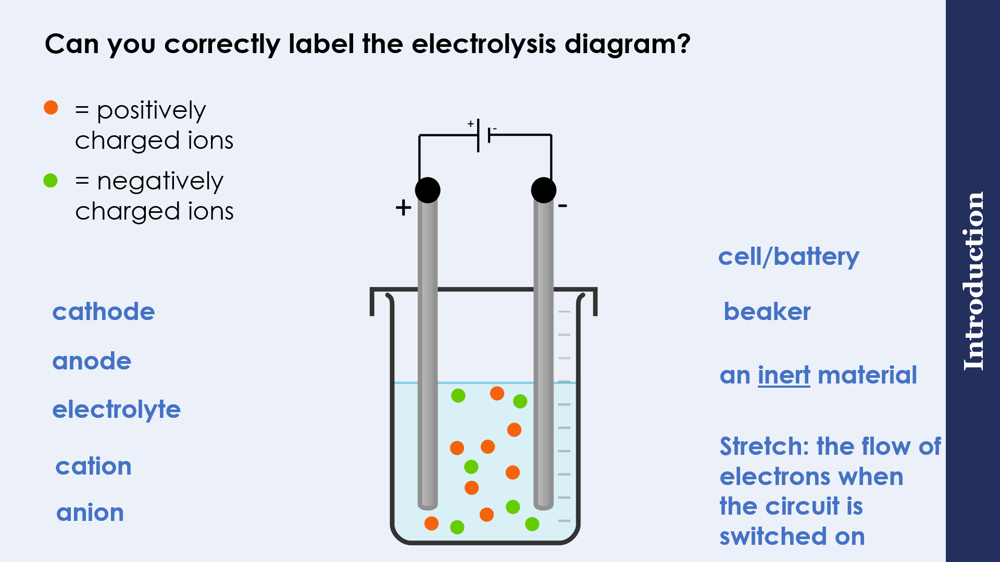 Can you correctly label the electrolysis diagram?
= positively
charged ions
= negatively
charged ions
+ -
+ -
cathode
anode
electrolyte
cation
anion
cell/battery
beaker
an inert material
Stretch: the flow of
electrons when
the circuit is
switched on
Introduction